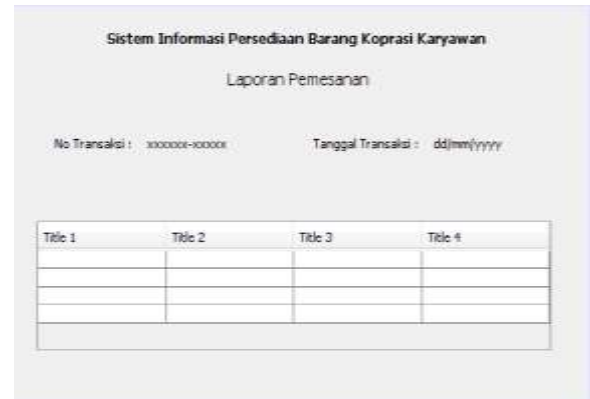 Sistem Informasi Persediaan Barang Koprasi Karyawan
Laporan Pemesanan
No Transaksi : xxxxxx-xxxxx Tanggal Transaksi : dd/mm/yyyy
Title 1 Title 2 Title 3 Title 4